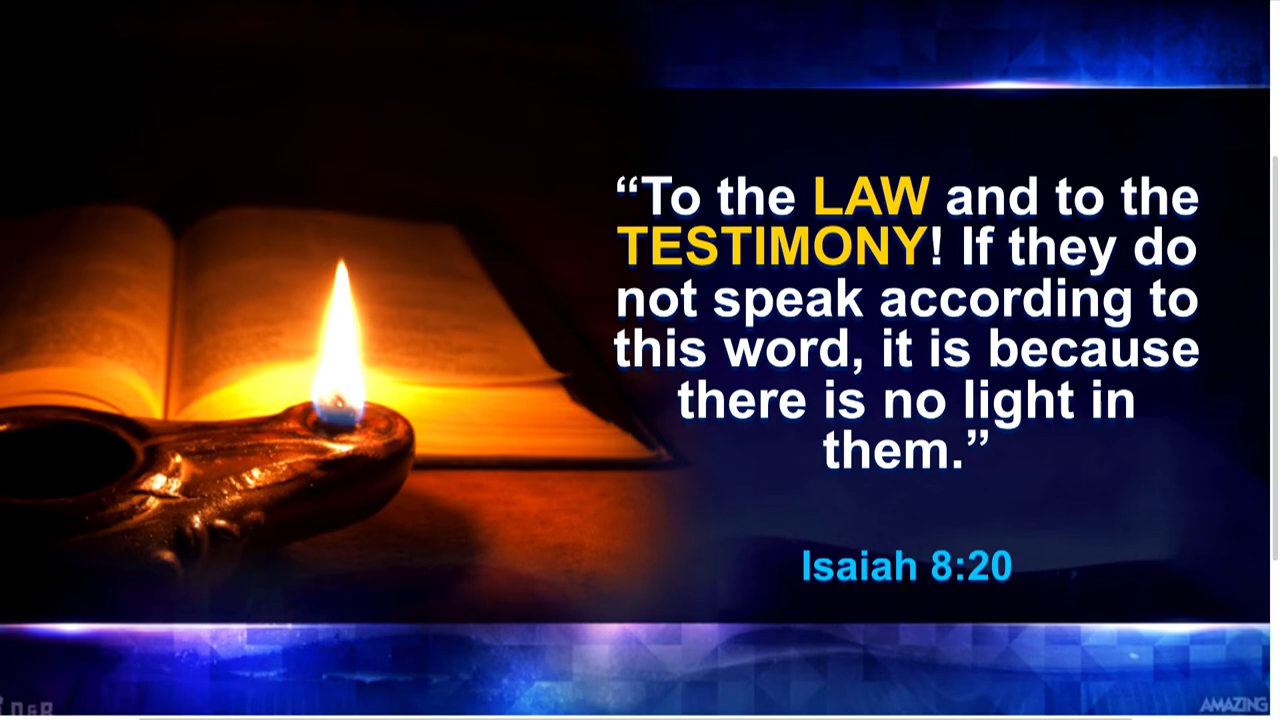 “To the LAW and to the
TESTIMONY! If they do
not speak according to
this word, it is because
there is no light in
them.”
Isaiah 8:20
AMAZING